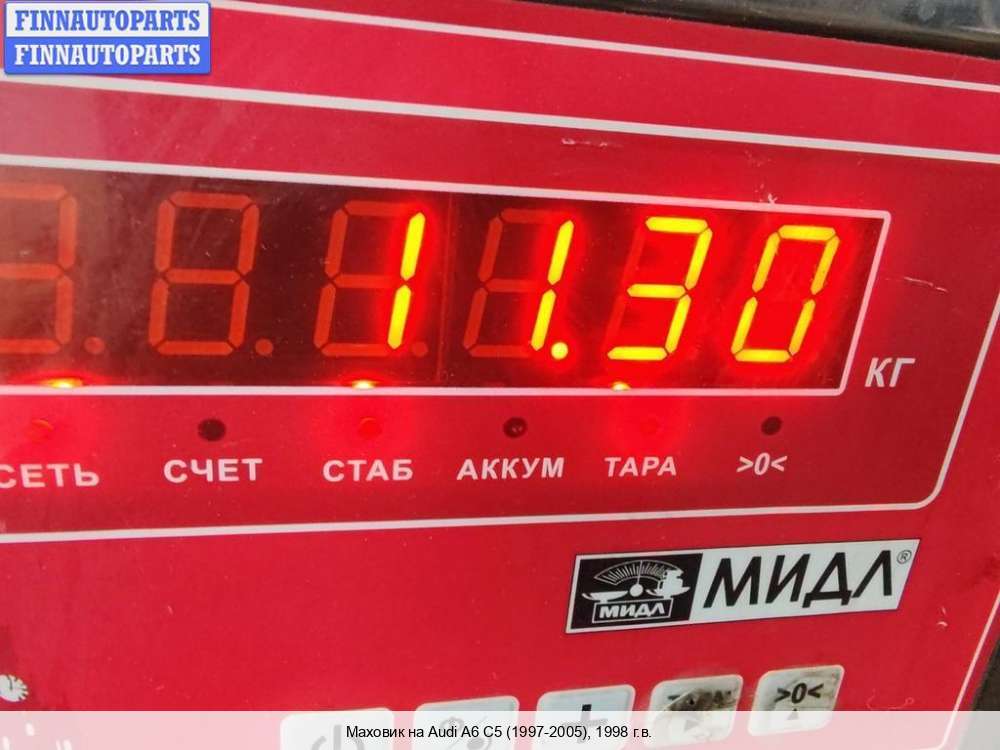 FINNAUTOPARTS
FINNAUTOPARTS
11.30
КГ
СЕТЬ СЧЕТ СТАБ АККУМ ТАРА >0<
МИДЛ МИДЛ®
>0<
Маховик на Audi A6 C5 (1997-2005), 1998 г.в.